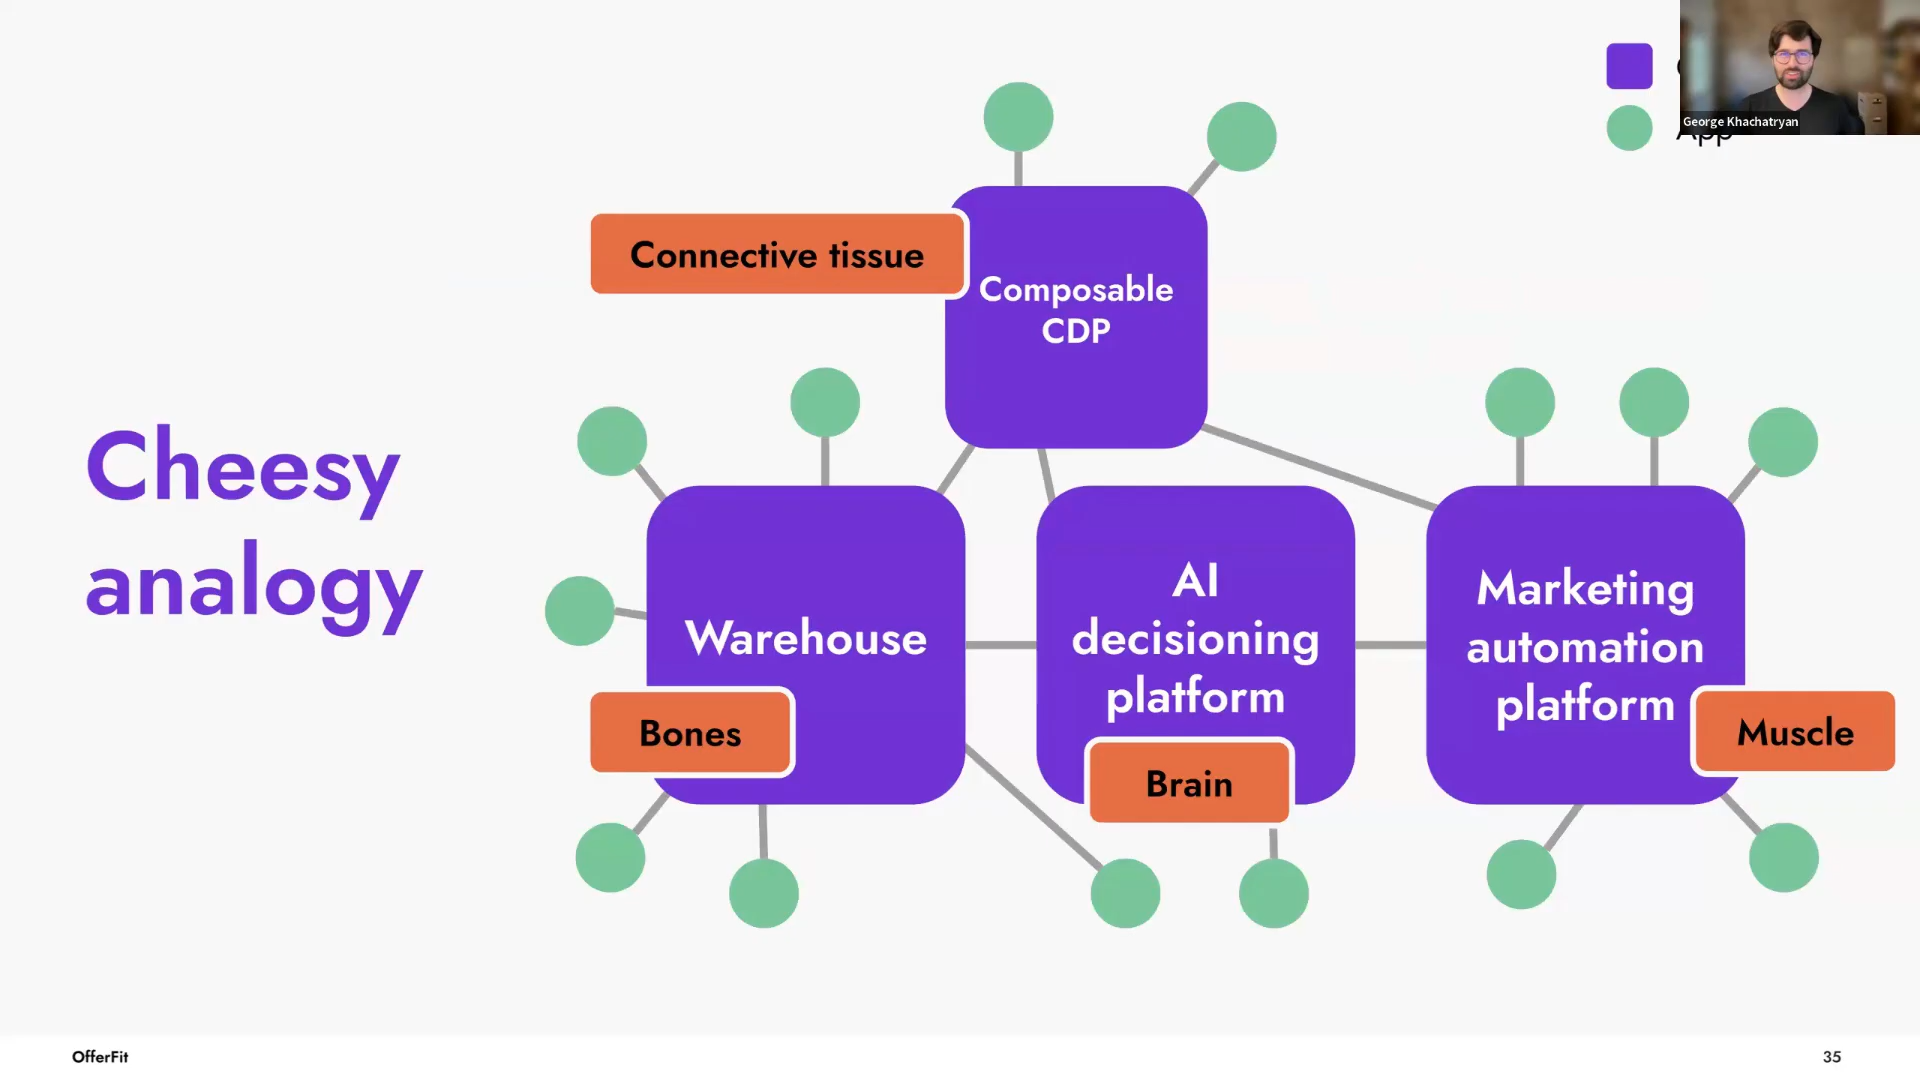 George Khachatryan
App
Connective tissue
Composable
CDP
Cheesy
analogy
Warehouse
AI
decisioning
platform
Marketing
automation
platform
Bones
Brain
Muscle
OfferFit
35